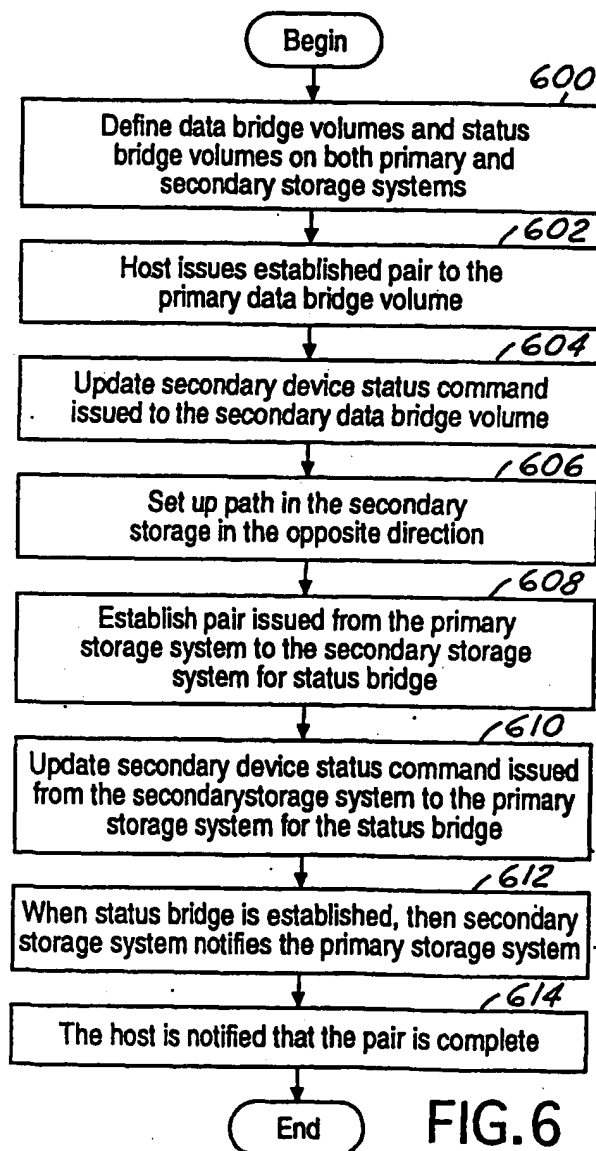 Begin
600
Define data bridge volumes and status
bridge volumes on both primary and
secondary storage systems
602
Host issues established pair to the
primary data bridge volume
604
Update secondary device status command
issued to the secondary data bridge volume
606
Set up path in the secondary
storage in the opposite direction
608
Establish pair issued from the primary
storage system to the secondary storage
system for status bridge
610
Update secondary device status command issued
from the secondarystorage system to the primary
storage system for the status bridge
612
When status bridge is established, then secondary
storage system notifies the primary storage system
614
The host is notified that the pair is complete
End
FIG.6